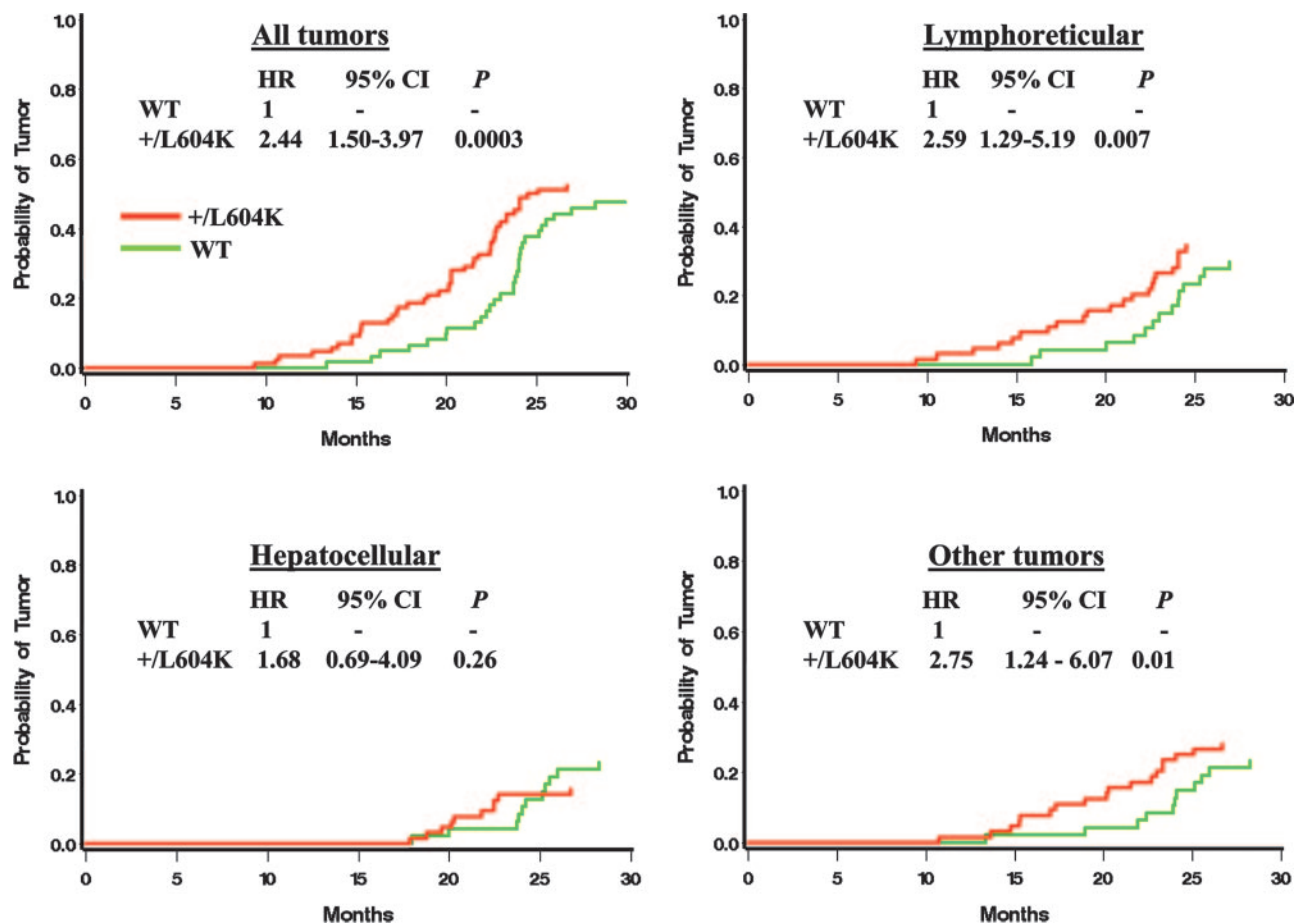 All tumors
HR 95% CI P
WT 1 - -
+/L604K 2.44 1.50-3.97 0.0003
+/L604K
WT
Probability of Tumor
1.0
0.8
0.6
0.4
0.2
0.0
0 5 10 15 20 25 30
Months
Lymphoreticular
HR 95% CI P
WT 1 - -
+/L604K 2.59 1.29-5.19 0.007
Probability of Tumor
1.0
0.8
0.6
0.4
0.2
0.0
0 5 10 15 20 25 30
Months
Hepatocellular
HR 95% CI P
WT 1 - -
+/L604K 1.68 0.69-4.09 0.26
Probability of Tumor
1.0
0.8
0.6
0.4
0.2
0.0
0 5 10 15 20 25 30
Months
Other tumors
HR 95% CI P
WT 1 - -
+/L604K 2.75 1.24 - 6.07 0.01
Probability of Tumor
1.0
0.8
0.6
0.4
0.2
0.0
0 5 10 15 20 25 30
Months